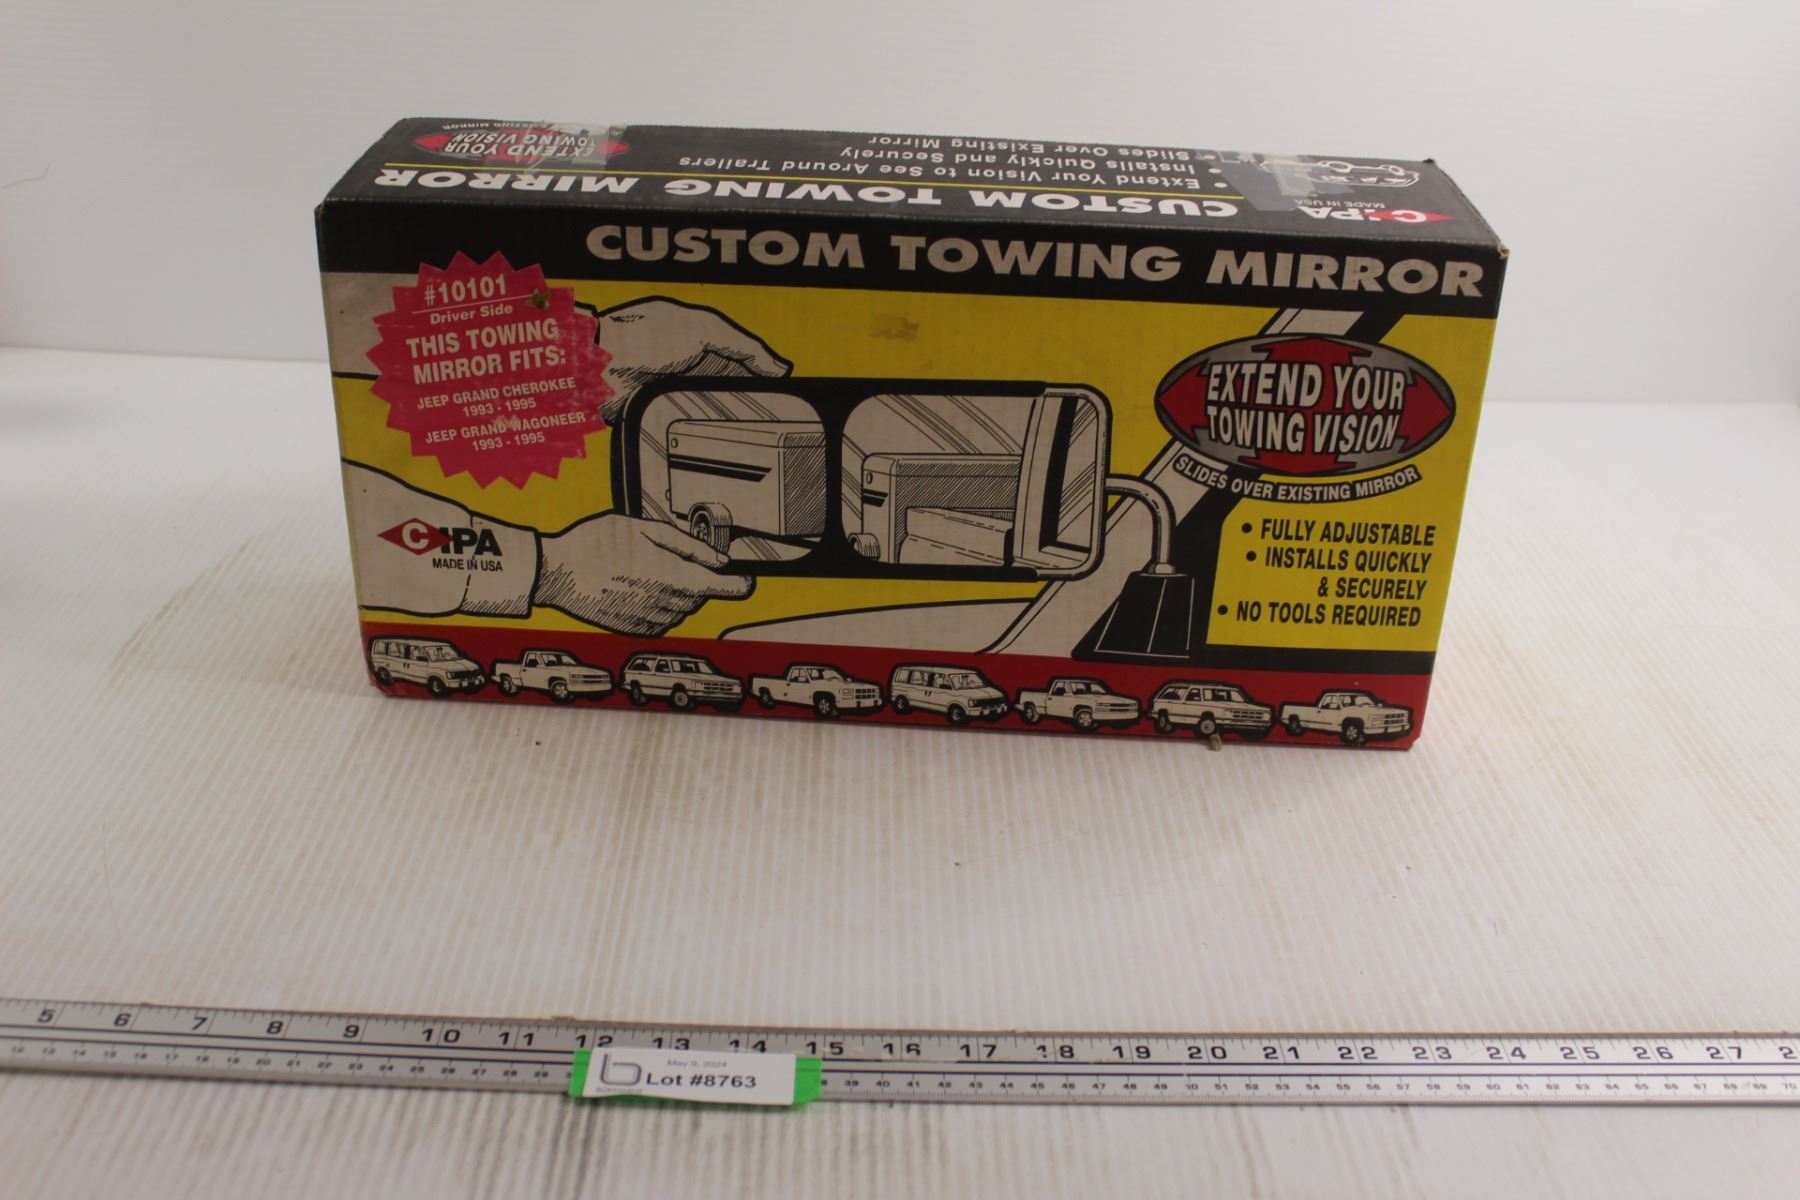 EXTEND YOUR
TOWING VISION
CUSTOM TOWING MIRROR
• Extend Your Vision to See Around Trailers
• Installs Quickly and Securely
• Slides Over Existing Mirror
CIPA
MADE IN USA
CUSTOM TOWING MIRROR
#10101
Driver Side
THIS TOWING
MIRROR FITS:
JEEP GRAND CHEROKEE
1993 - 1995
JEEP GRAND WAGONEER
1993 - 1995
CIPA
MADE IN USA
EXTEND YOUR
TOWING VISION
SLIDES OVER EXISTING MIRROR
• FULLY ADJUSTABLE
• INSTALLS QUICKLY
& SECURELY
• NO TOOLS REQUIRED
5 6 7 8 9 10 11 12 13 14 15 16 17 18 19 20 21 22 23 24 25 26 27 2
May 9, 2024
b Lot #8763